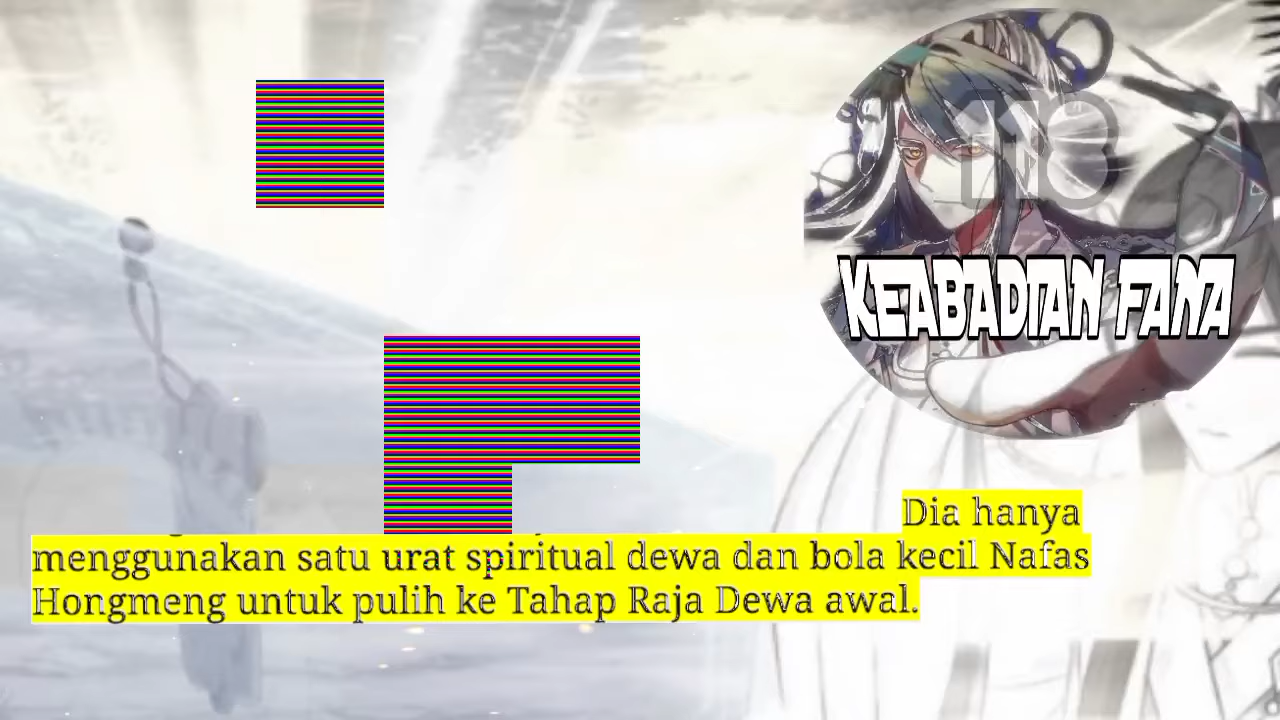 118
KEABADIAN FANA
Dia hanya
menggunakan satu urat spiritual dewa dan bola kecil Nafas
Hongmeng untuk pulih ke Tahap Raja Dewa awal.